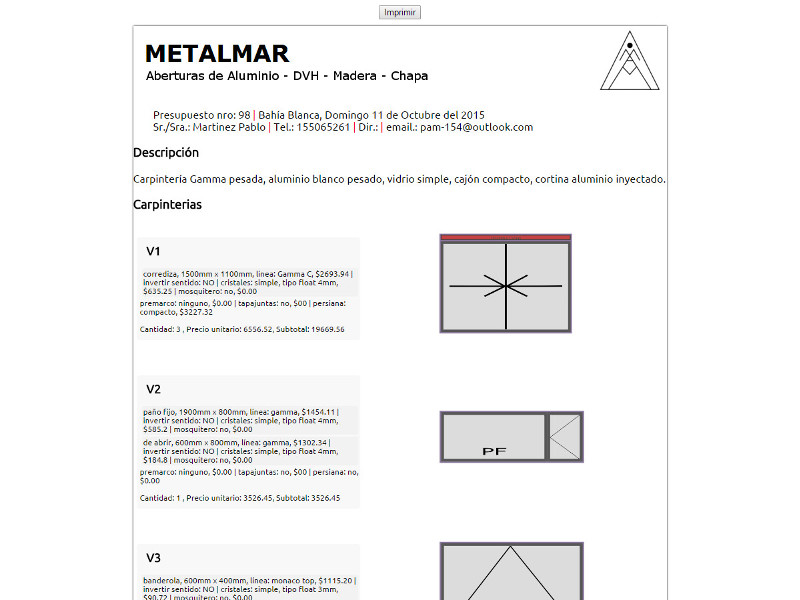 Imprimir
METALMAR
Aberturas de Aluminio - DVH - Madera - Chapa
Presupuesto nro: 98 | Bahía Blanca, Domingo 11 de Octubre del 2015
Sr./Sra.: Martinez Pablo | Tel.: 155065261 | Dir.: | email.: pam-154@outlook.com
Descripción
Carpintería Gamma pesada, aluminio blanco pesado, vidrio simple, cajón compacto, cortina aluminio inyectado.
Carpinterias
V1
corrediza, 1500mm x 1100mm, linea: Gamma C, $2693.94 |
invertir sentido: NO | cristales: simple, tipo float 4mm,
$635.25 | mosquitero: no, $0.00
premarco: ninguno, $0.00 | tapajuntas: no, $00 | persiana:
compacto, $3227.32
Cantidad: 3 , Precio unitario: 6556.52, Subtotal: 19669.56
V2
paño fijo, 1900mm x 800mm, linea: gamma, $1454.11 |
invertir sentido: NO | cristales: simple, tipo float 4mm,
$585.2 | mosquitero: no, $0.00
de abrir, 600mm x 800mm, linea: gamma, $1302.34 |
invertir sentido: NO | cristales: simple, tipo float 4mm,
$184.8 | mosquitero: no, $0.00
premarco: ninguno, $0.00 | tapajuntas: no, $00 | persiana: no,
$0.00
Cantidad: 1 , Precio unitario: 3526.45, Subtotal: 3526.45
PF
V3
banderola, 600mm x 400mm, linea: monaco top, $1115.20 |
invertir sentido: NO | cristales: simple, tipo float 3mm,
$90.72 | mosquitero: no, $0.00